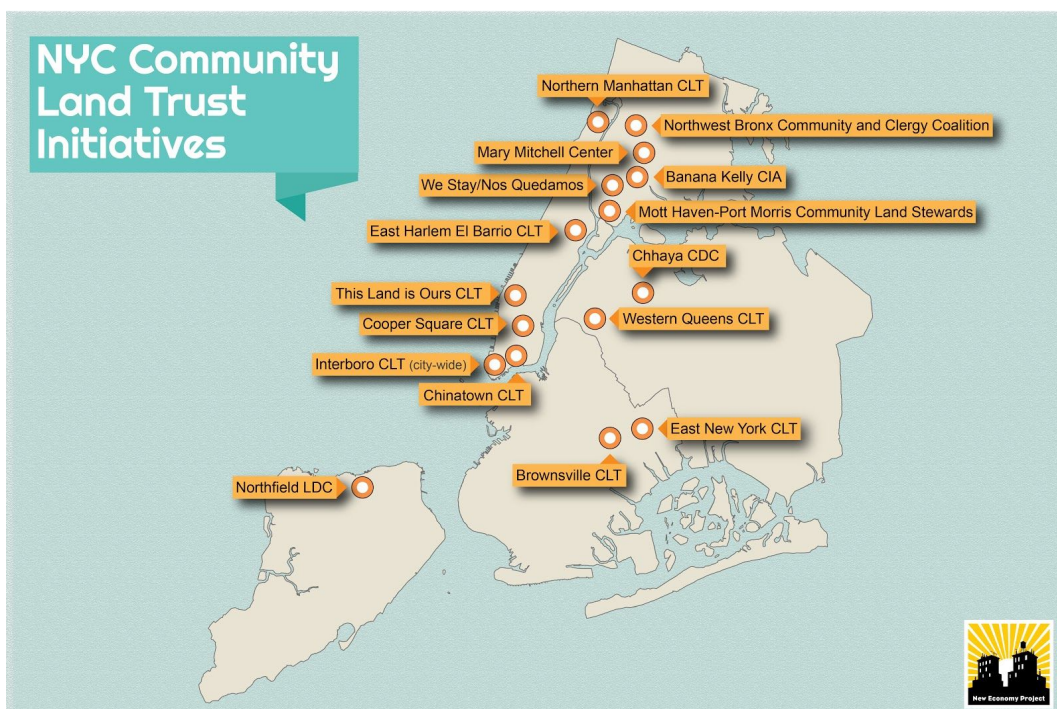 NYC Community
Land Trust
Initiatives
Northern Manhattan CLT
Northwest Bronx Community and Clergy Coalition
Mary Mitchell Center
Banana Kelly CIA
We Stay/Nos Quedamos
Mott Haven-Port Morris Community Land Stewards
East Harlem El Barrio CLT
Chhaya CDC
This Land is Ours CLT
Western Queens CLT
Cooper Square CLT
Interboro CLT (city-wide)
Chinatown CLT
East New York CLT
Brownsville CLT
Northfield LDC
New Economy Project